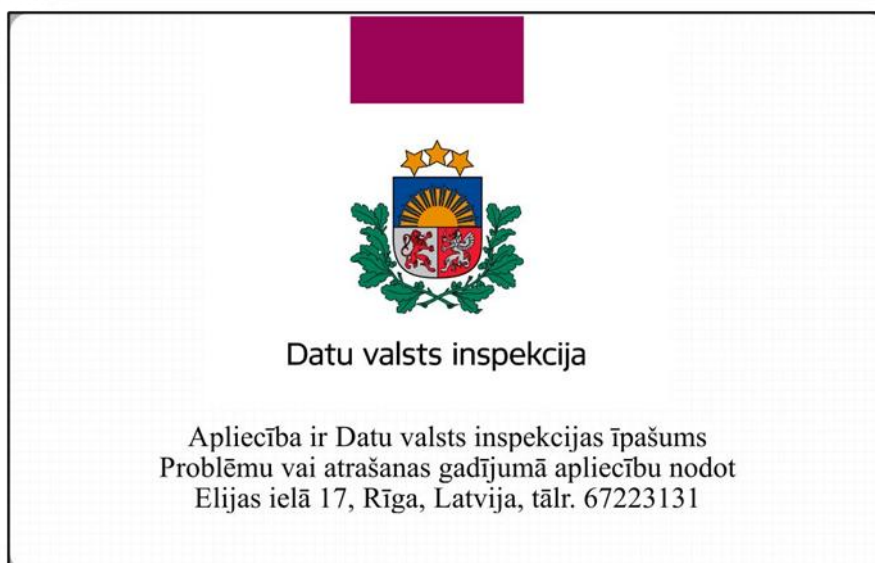 Datu valsts inspekcija
Apliecība ir Datu valsts inspekcijas īpašums
Problēmu vai atrašanas gadījumā apliecību nodot
Elijas ielā 17, Rīga, Latvija, tālr. 67223131